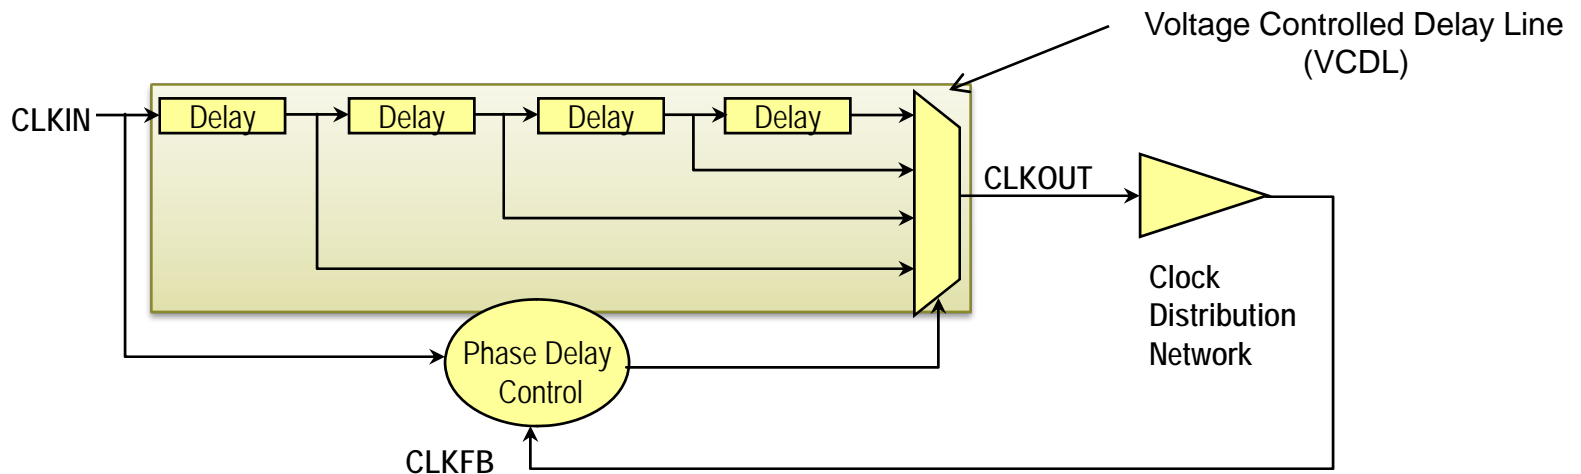 Voltage Controlled Delay Line
(VCDL)
CLKIN
Delay
Delay
Delay
Delay
CLKOUT
Clock
Distribution
Network
Phase Delay
Control
CLKFB